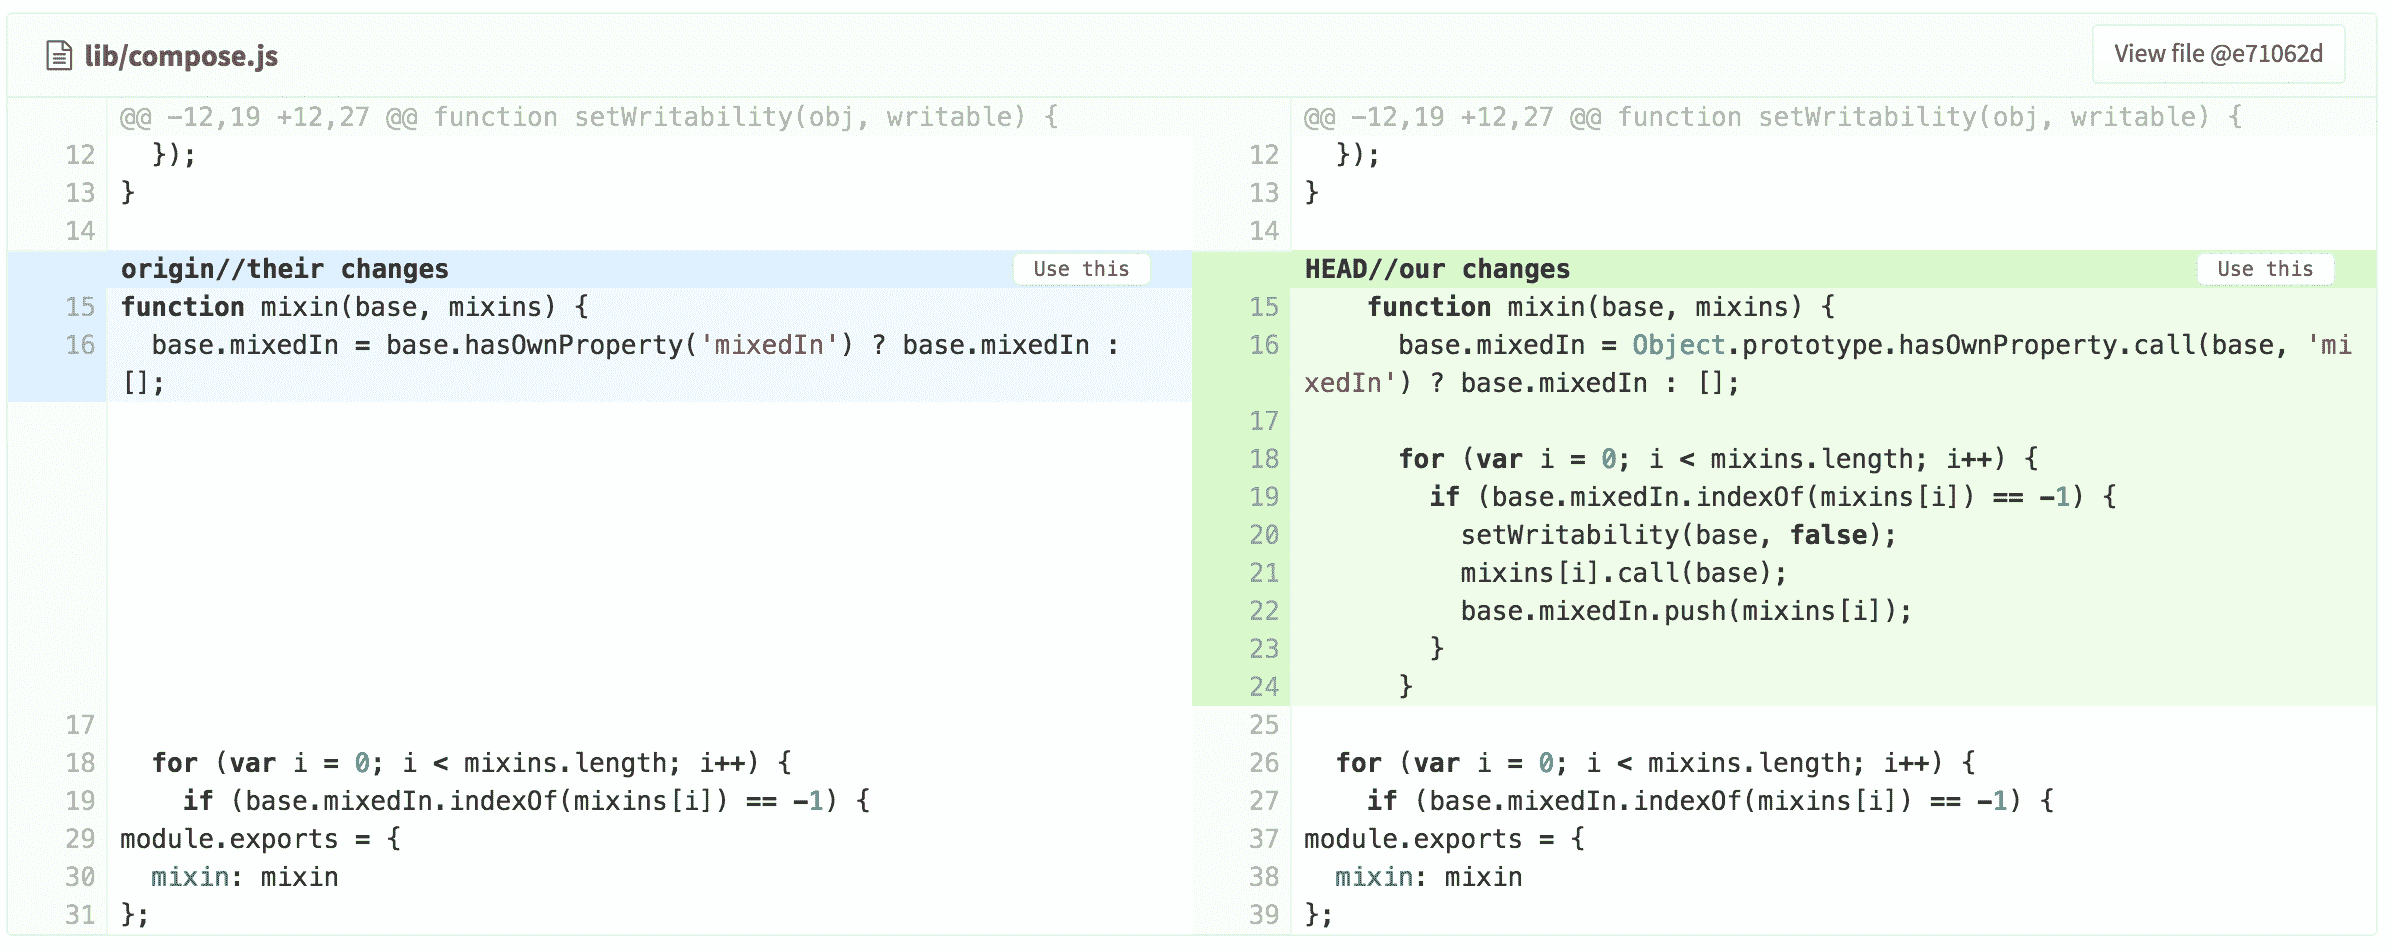 lib/compose.js
View file @e71062d
@@ -12,19 +12,27 @@ function setWritability(obj, writable) {
12   });
13 }
14
origin//their changes
Use this
15 function mixin(base, mixins) {
16   base.mixedIn = base.hasOwnProperty('mixedIn') ? base.mixedIn :
[];
17
18   for (var i = 0; i < mixins.length; i++) {
19     if (base.mixedIn.indexOf(mixins[i]) == -1) {
29 module.exports = {
30   mixin: mixin
31 };
@@ -12,19 +12,27 @@ function setWritability(obj, writable) {
12   });
13 }
14
HEAD//our changes
Use this
15     function mixin(base, mixins) {
16       base.mixedIn = Object.prototype.hasOwnProperty.call(base, 'mi
xedIn') ? base.mixedIn : [];
17
18       for (var i = 0; i < mixins.length; i++) {
19         if (base.mixedIn.indexOf(mixins[i]) == -1) {
20           setWritability(base, false);
21           mixins[i].call(base);
22           base.mixedIn.push(mixins[i]);
23         }
24       }
25
26   for (var i = 0; i < mixins.length; i++) {
27     if (base.mixedIn.indexOf(mixins[i]) == -1) {
37 module.exports = {
38   mixin: mixin
39 };